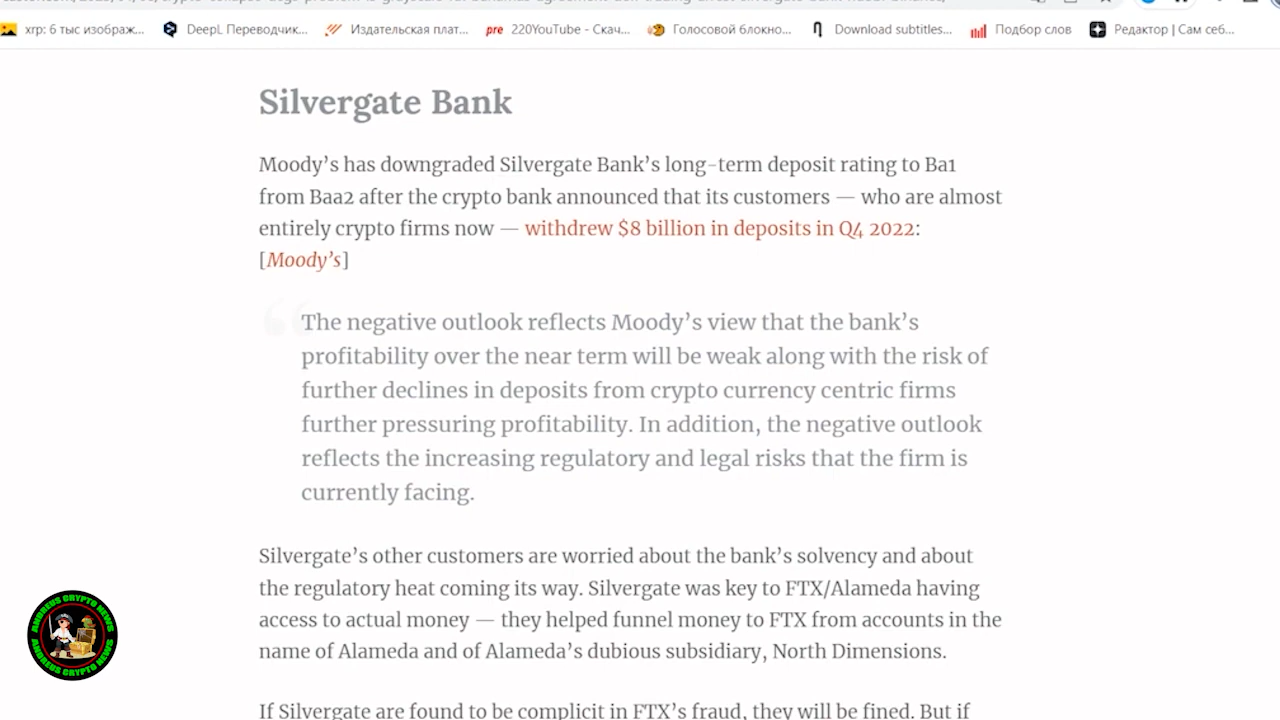 xrp: 6 тыс изображ...
DeepL Переводчик...
Издательская плат...
pre 220YouTube - Скач...
Голосовой блокно...
Download subtitles...
Подбор слов
Редактор | Сам себ...
Silvergate Bank
Moody’s has downgraded Silvergate Bank’s long-term deposit rating to Ba1
from Baa2 after the crypto bank announced that its customers — who are almost
entirely crypto firms now — withdrew $8 billion in deposits in Q4 2022:
[Moody’s]
“The negative outlook reflects Moody’s view that the bank’s
profitability over the near term will be weak along with the risk of
further declines in deposits from crypto currency centric firms
further pressuring profitability. In addition, the negative outlook
reflects the increasing regulatory and legal risks that the firm is
currently facing.
Silvergate’s other customers are worried about the bank’s solvency and about
the regulatory heat coming its way. Silvergate was key to FTX/Alameda having
access to actual money — they helped funnel money to FTX from accounts in the
name of Alameda and of Alameda’s dubious subsidiary, North Dimensions.
If Silvergate are found to be complicit in FTX’s fraud, they will be fined. But if
ANDREUS CRYPTO NEWS
ANDREUS CRYPTO NEWS